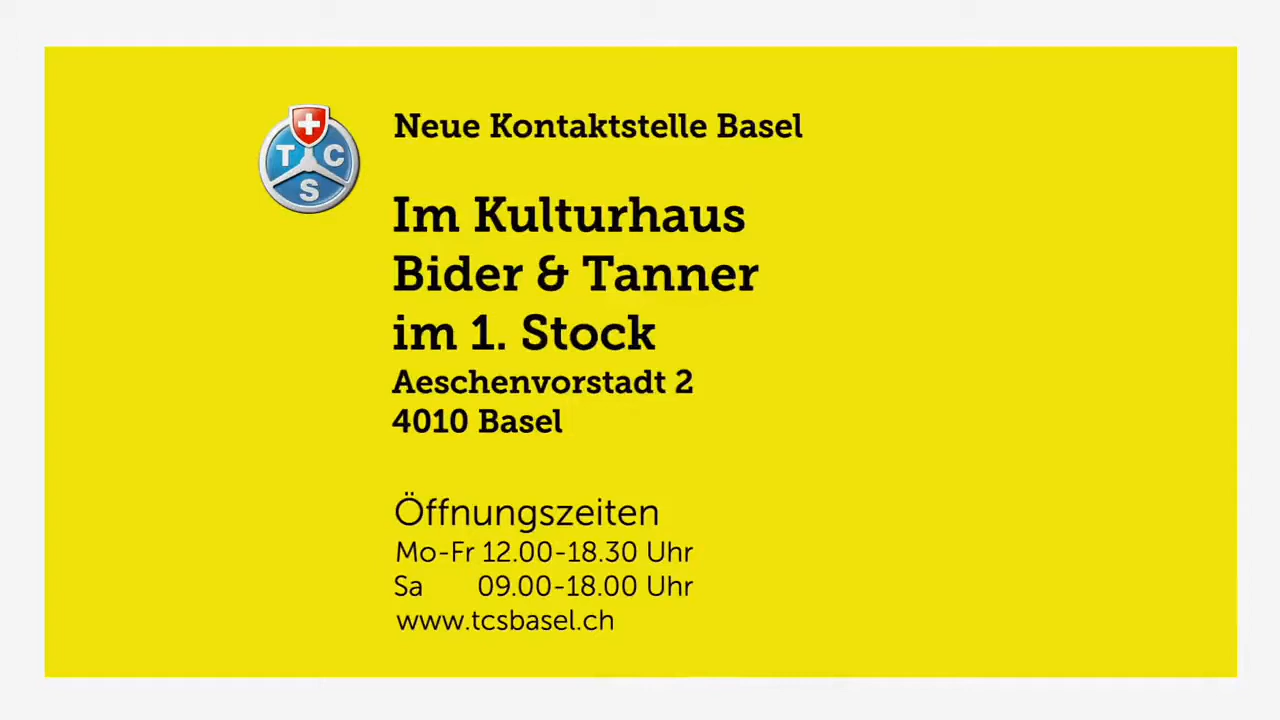 TCS
Neue Kontaktstelle Basel
Im Kulturhaus
Bider & Tanner
im 1. Stock
Aeschenvorstadt 2
4010 Basel
Öffnungszeiten
Mo-Fr 12.00-18.30 Uhr
Sa 09.00-18.00 Uhr
www.tcsbasel.ch